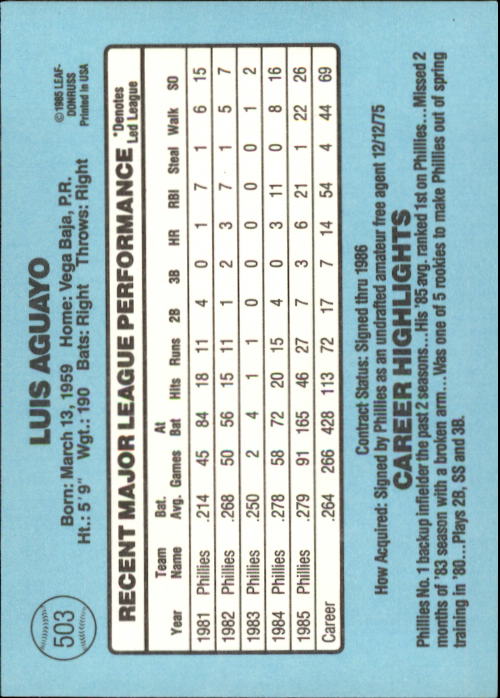 503
LUIS AGUAYO
©1985 LEAF-
DONRUSS
Printed in USA
Born: March 13, 1959 Home: Vega Baja, P.R.
Ht.: 5'9" Wgt.: 190 Bats: Right Throws: Right
RECENT MAJOR LEAGUE PERFORMANCE *Denotes
Led League
Year Team Name Bat. Avg. Games At Bat Hits Runs 2B 3B HR RBI Steal Walk SO
1981 Phillies .214 45 84 18 11 4 0 1 7 1 6 15
1982 Phillies .268 50 56 15 11 1 2 3 7 1 5 7
1983 Phillies .250 2 4 1 1 0 0 0 0 0 1 2
1984 Phillies .278 58 72 20 15 4 0 3 11 0 8 16
1985 Phillies .279 91 165 46 27 7 3 6 21 1 22 26
Career .264 266 428 113 72 17 7 14 54 4 44 69
Contract Status: Signed thru 1986
How Acquired: Signed by Phillies as an undrafted amateur free agent 12/12/75
CAREER HIGHLIGHTS
Phillies No. 1 backup infielder the past 2 seasons... His '85 avg. ranked 1st on Phillies... Missed 2
months of '83 season with a broken arm... Was one of 5 rookies to make Phillies out of spring
training in '80... Plays 2B, SS and 3B.